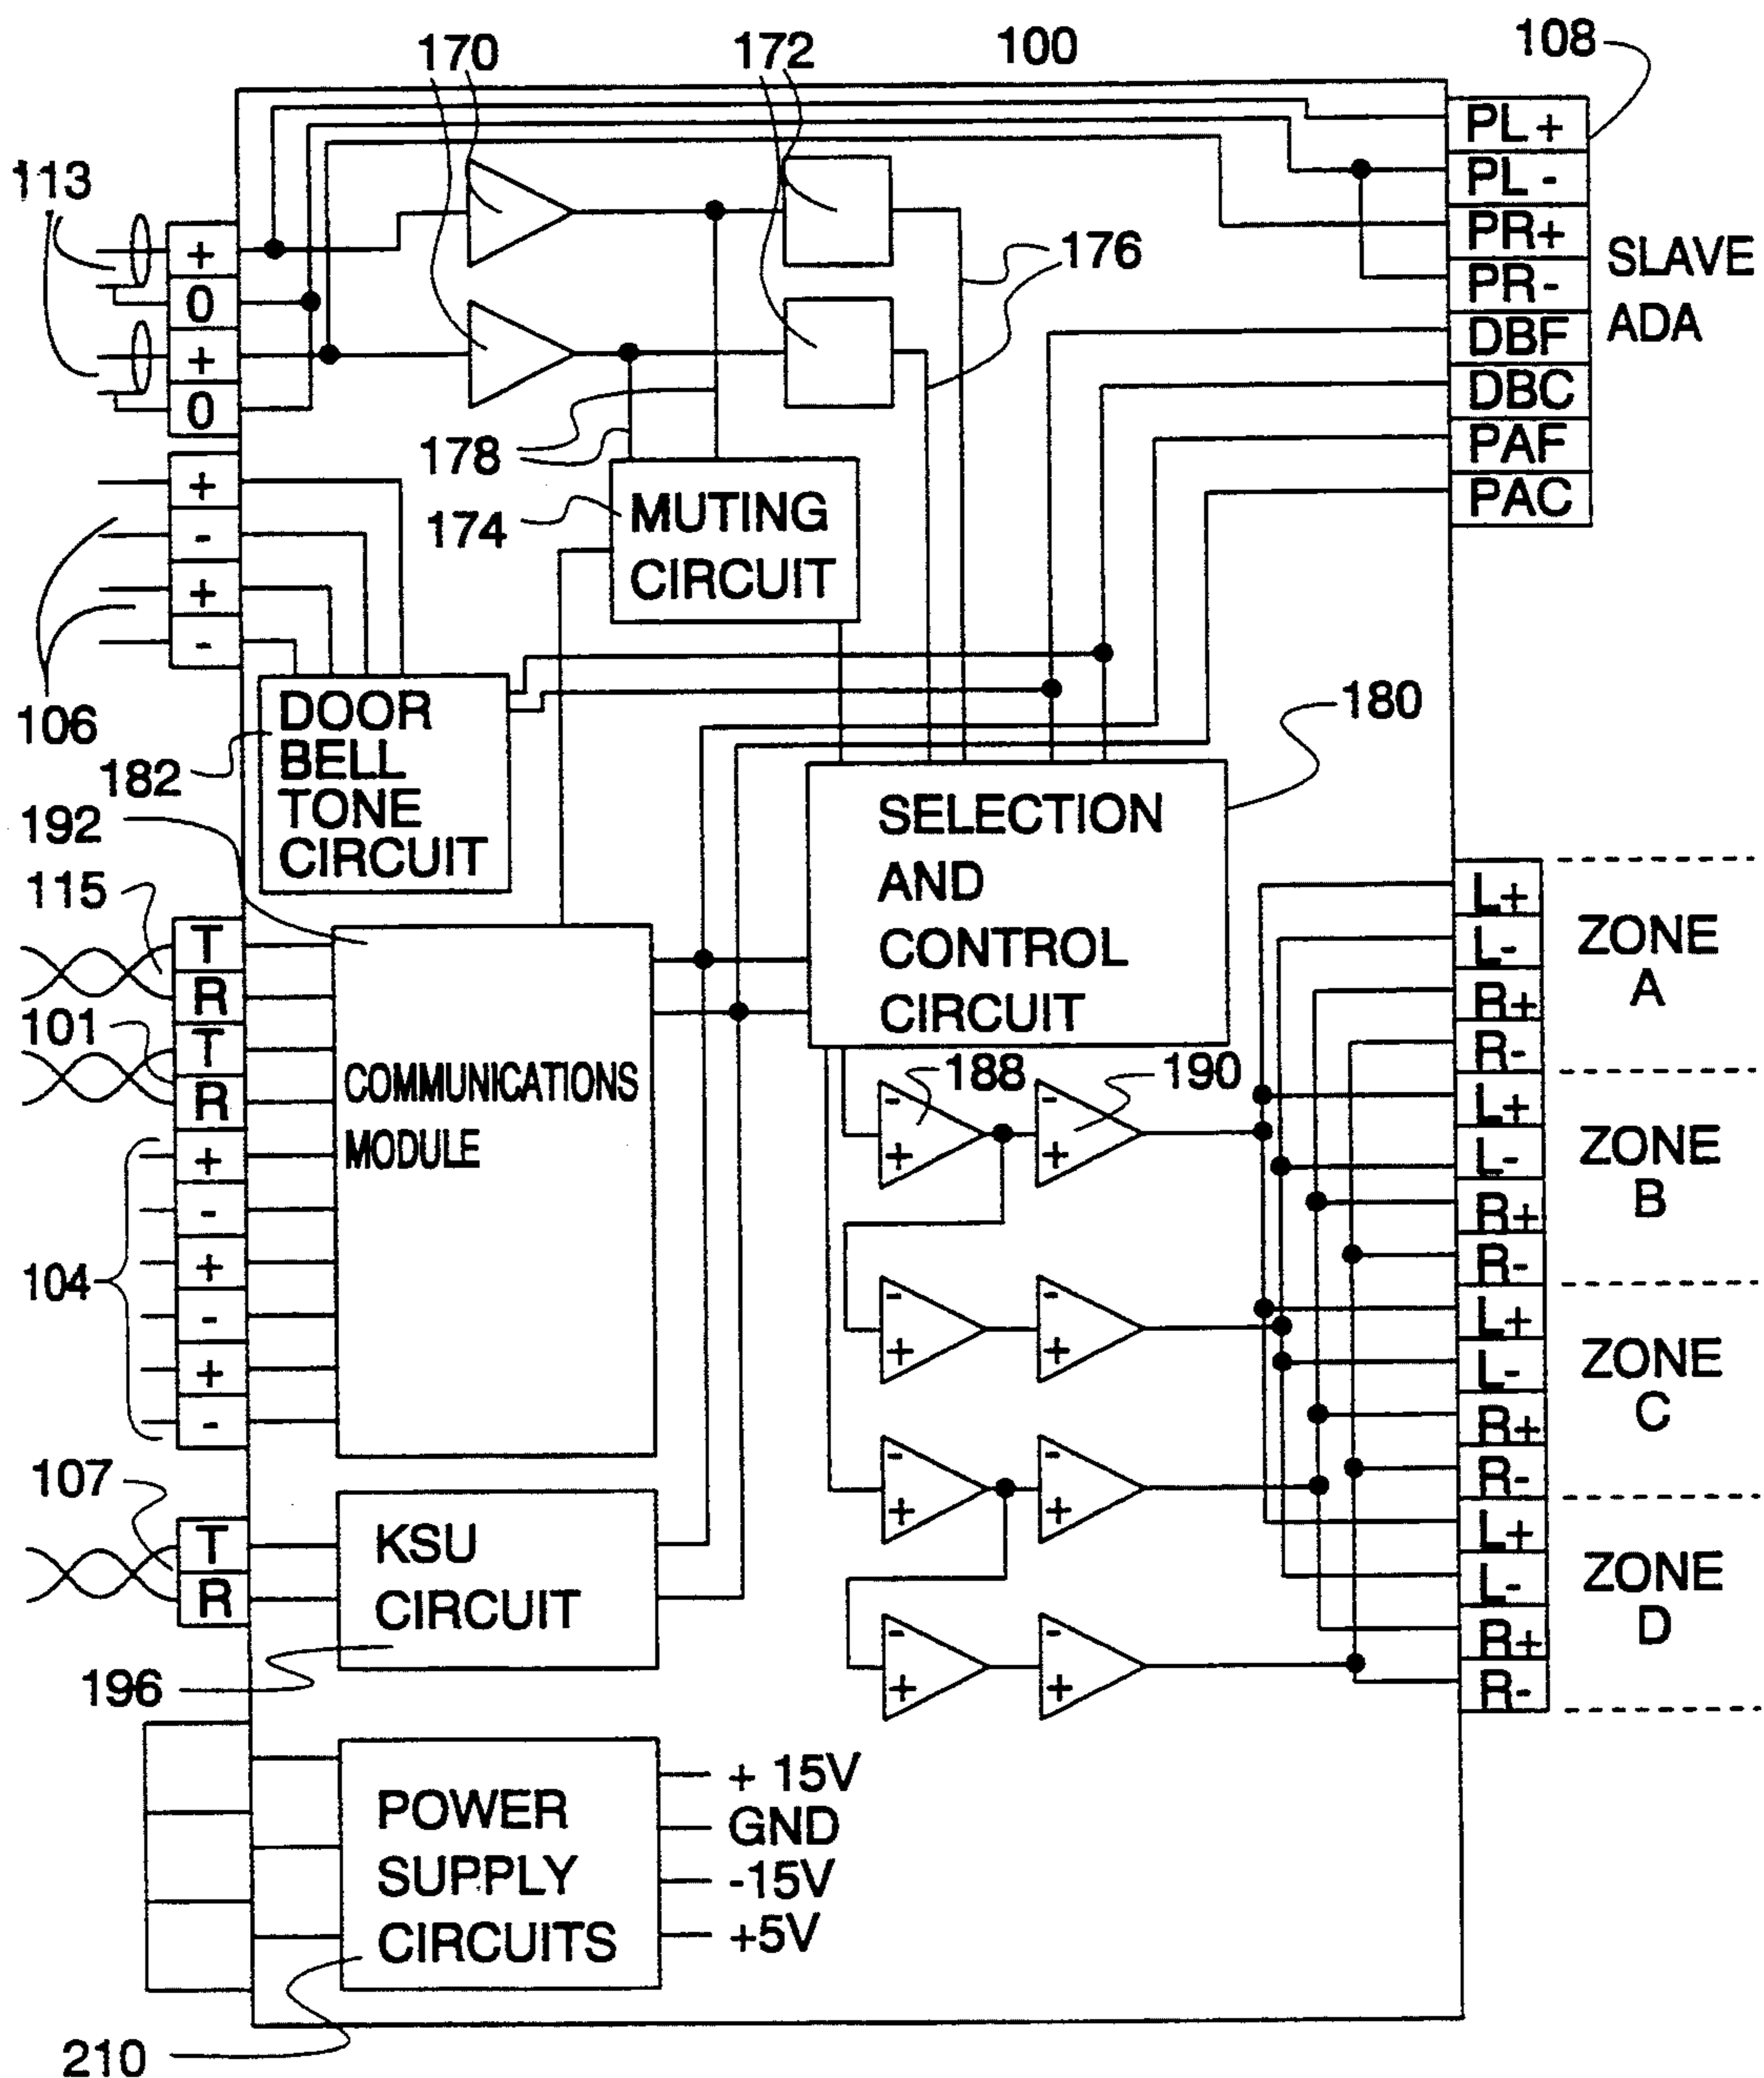 170
172
100
108
113
+
0
+
0
PL+
PL-
PR+
PR-
DBF
DBC
PAF
PAC
SLAVE
ADA
176
178
174
MUTING
CIRCUIT
+
-
+
-
106
182
DOOR
BELL
TONE
CIRCUIT
180
SELECTION
AND
CONTROL
CIRCUIT
192
115
T
R
101
T
R
104
+
-
+
-
+
-
COMMUNICATIONS
MODULE
188
190
-
+
-
+
-
+
-
+
-
+
-
+
-
+
-
+
L+
L-
R+
R-
ZONE
A
L+
L-
R+
R-
ZONE
B
L+
L-
R+
R-
ZONE
C
L+
L-
R+
R-
ZONE
D
107
T
R
KSU
CIRCUIT
196
POWER
SUPPLY
CIRCUITS
+ 15V
GND
-15V
+5V
210